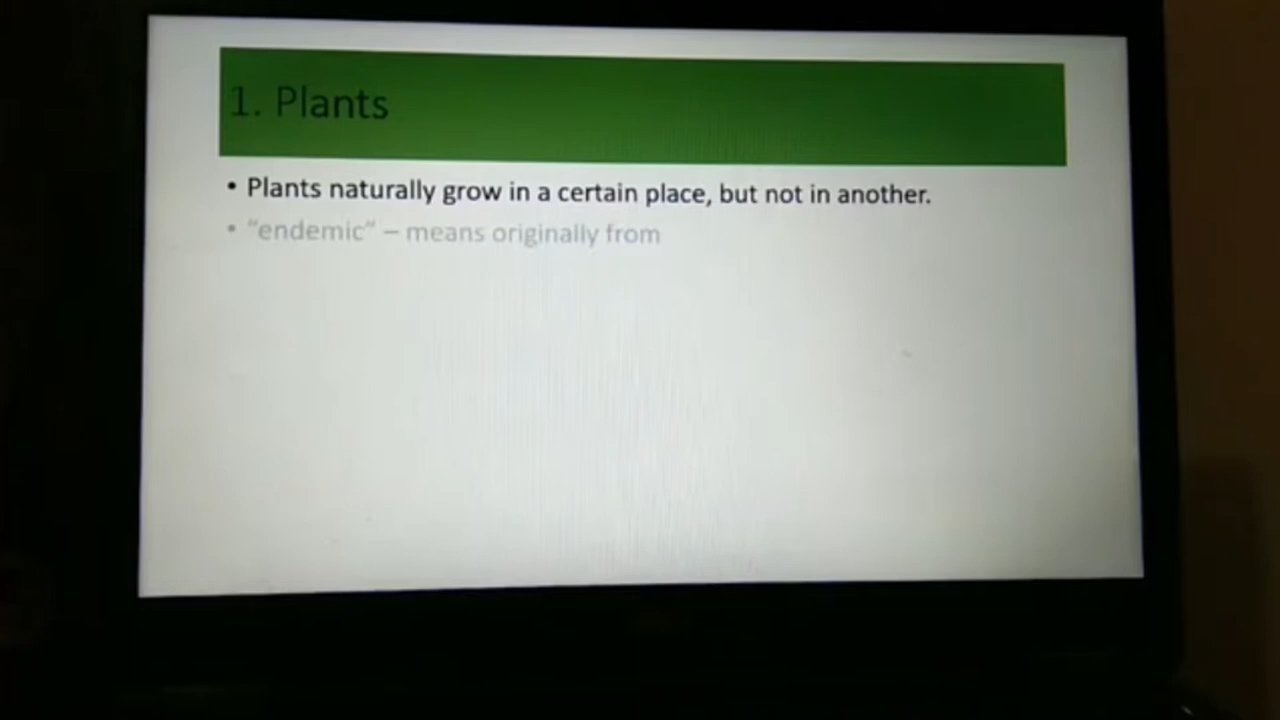 1. Plants
• Plants naturally grow in a certain place, but not in another.
• “endemic” – means originally from